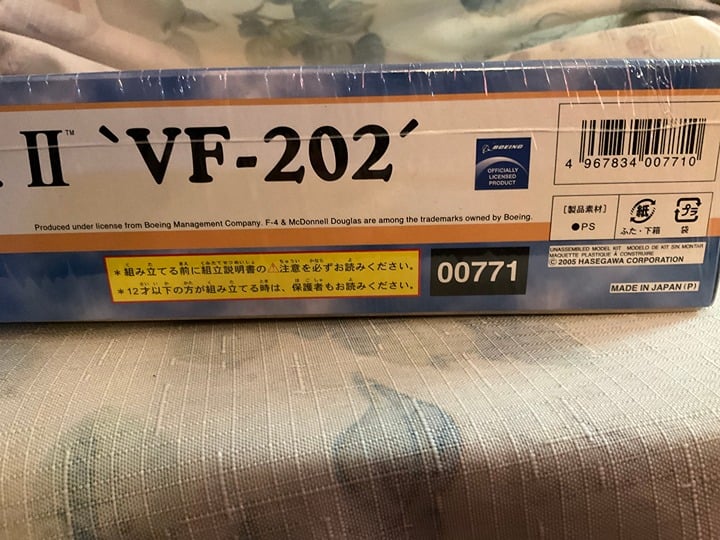 II™ 'VF-202'
BOEING
OFFICIALLY
LICENSED
PRODUCT
4 967834 007710
Produced under license from Boeing Management Company. F-4 & McDonnell Douglas are among the trademarks owned by Boeing.
[製品素材]
●PS
紙
ふた・下箱
プラ
袋
UNASSEMBLED MODEL KIT MODELO DE KIT SIN MONTAR
MAQUETTE PLASTIQUE À CONSTRUIRE
© 2005 HASEGAWA CORPORATION
MADE IN JAPAN (P)
*組み立てる前に組立説明書の⚠注意を必ずお読みください。
*12才以下の方が組み立てる時は、保護者もお読みください。
00771